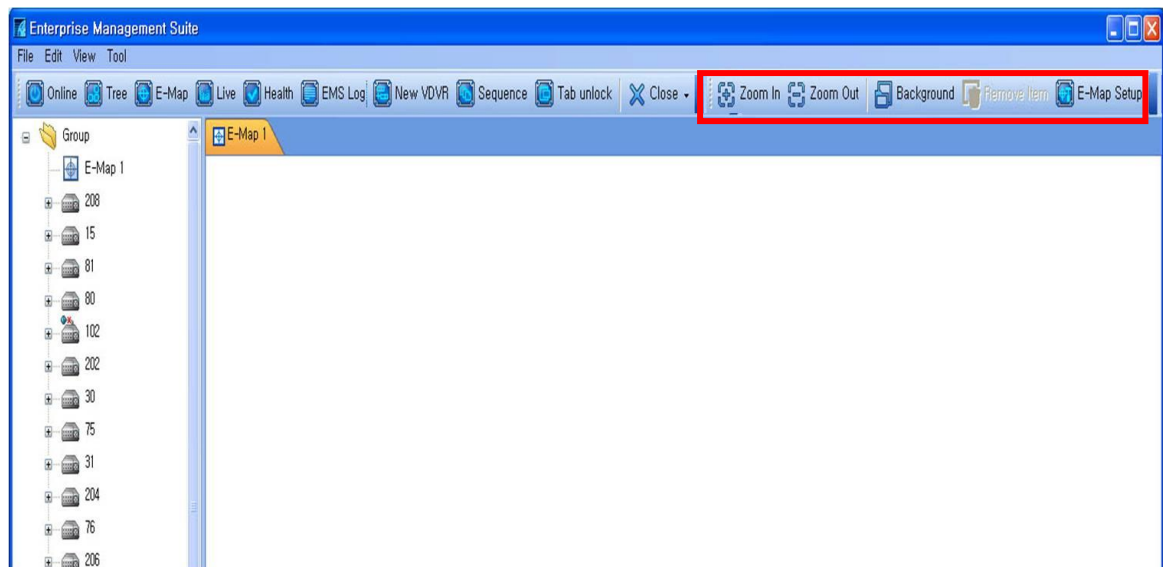 Enterprise Management Suite
File Edit View Tool
Online Tree E-Map Live Health EMS Log New VDVR Sequence Tab unlock Close Zoom In Zoom Out Background Remove Item E-Map Setup
Group
E-Map 1
E-Map 1
208
15
81
80
102
202
30
75
31
204
76
206